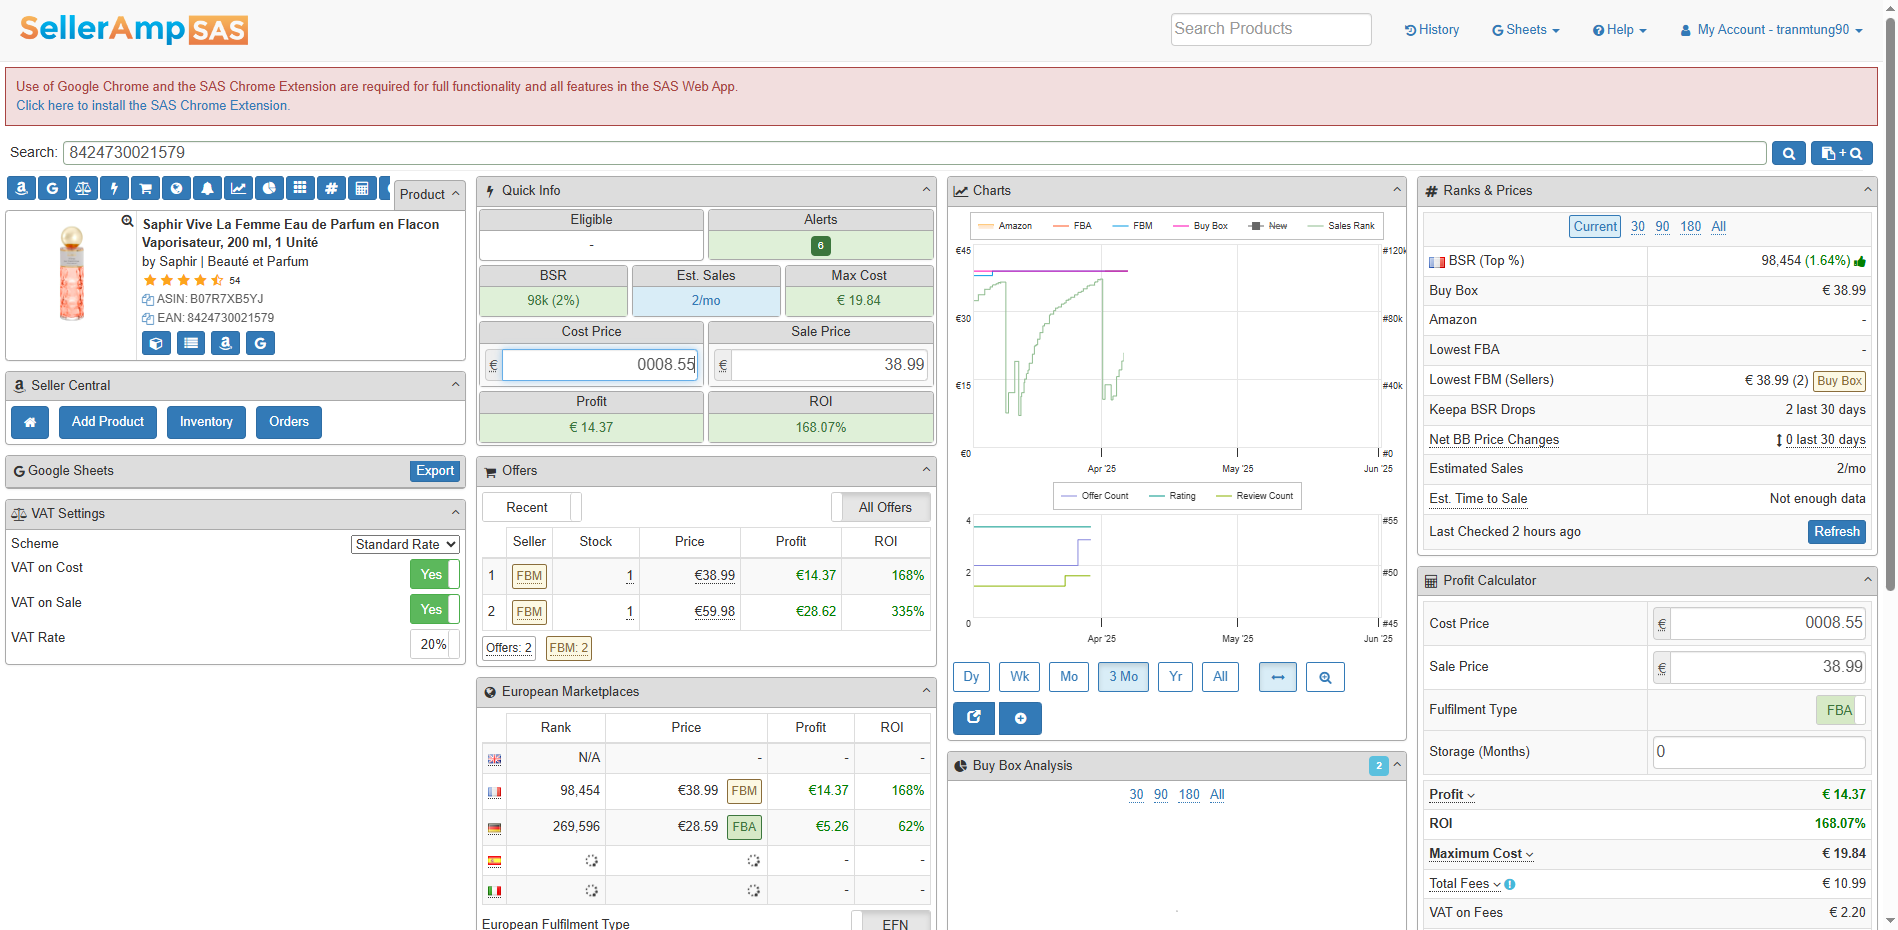 SellerAmp SAS
Search Products
History
Sheets
Help
My Account - tranmtung90
Use of Google Chrome and the SAS Chrome Extension are required for full functionality and all features in the SAS Web App.
Click here to install the SAS Chrome Extension.
Search: 8424730021579
Product
Saphir Vive La Femme Eau de Parfum en Flacon
Vaporisateur, 200 ml, 1 Unité
by Saphir | Beauté et Parfum
54
ASIN: B07R7XB5YJ
EAN: 8424730021579
Seller Central
Add Product
Inventory
Orders
Google Sheets
Export
VAT Settings
Scheme Standard Rate
VAT on Cost Yes
VAT on Sale Yes
VAT Rate 20%
Quick Info
Eligible Alerts
- 6
BSR Est. Sales Max Cost
98k (2%) 2/mo € 19.84
Cost Price Sale Price
€ 0008.55 € 38.99
Profit ROI
€ 14.37 168.07%
Offers
Recent All Offers
Seller Stock Price Profit ROI
1 FBM 1 €38.99 €14.37 168%
2 FBM 1 €59.98 €28.62 335%
Offers: 2 FBM: 2
European Marketplaces
Rank Price Profit ROI
N/A - - -
98,454 €38.99 FBM €14.37 168%
269,596 €28.59 FBA €5.26 62%
- -
- -
European Fulfilment Type EFN
Charts
Amazon FBA FBM Buy Box New Sales Rank
€45 #120k
€30 #80k
€15 #40k
€0 #0
Apr '25 May '25 Jun '25
Offer Count Rating Review Count
4 #55
2 #50
0 #45
Apr '25 May '25 Jun '25
Dy Wk Mo 3 Mo Yr All
Buy Box Analysis 2
30 90 180 All
Ranks & Prices
Current 30 90 180 All
BSR (Top %) 98,454 (1.64%)
Buy Box € 38.99
Amazon -
Lowest FBA -
Lowest FBM (Sellers) € 38.99 (2) Buy Box
Keepa BSR Drops 2 last 30 days
Net BB Price Changes 0 last 30 days
Estimated Sales 2/mo
Est. Time to Sale Not enough data
Last Checked 2 hours ago Refresh
Profit Calculator
Cost Price € 0008.55
Sale Price € 38.99
Fulfilment Type FBA
Storage (Months) 0
Profit € 14.37
ROI 168.07%
Maximum Cost € 19.84
Total Fees € 10.99
VAT on Fees € 2.20